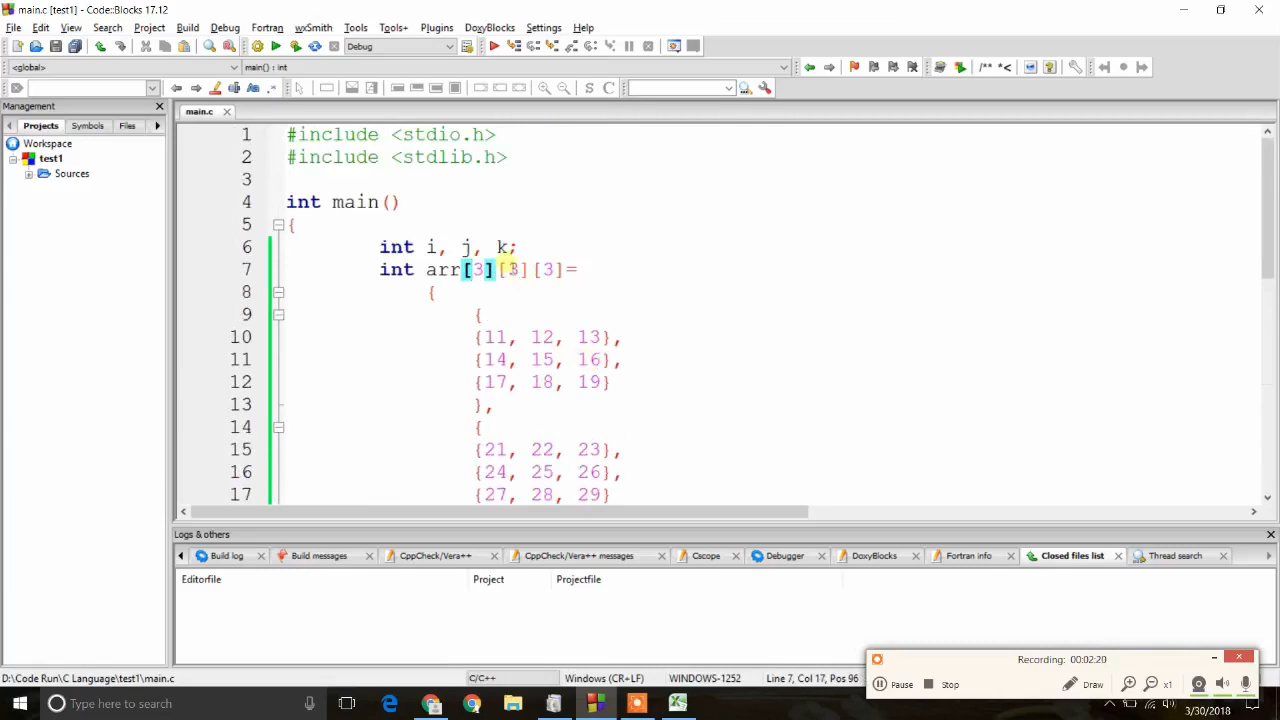 main.c [test1] - Code::Blocks 17.12
File Edit View Search Project Build Debug Fortran wxSmith Tools Tools+ Plugins DoxyBlocks Settings Help
Debug
<global> main() : int
/** *<
S C
Management
Projects Symbols Files
main.c
Workspace
test1
Sources
1 #include <stdio.h>
2 #include <stdlib.h>
3
4 int main()
5 {
6 int i, j, k;
7 int arr[3][3][3]=
8 {
9 {
10 {11, 12, 13},
11 {14, 15, 16},
12 {17, 18, 19}
13 },
14 {
15 {21, 22, 23},
16 {24, 25, 26},
17 {27, 28, 29}
Logs & others
Build log Build messages CppCheck/Vera++ CppCheck/Vera++ messages Cscope Debugger DoxyBlocks Fortran info Closed files list Thread search
Editorfile Project Projectfile
Recording: 00:02:20
Pause Stop Draw x1
D:\Code Run\C Language\test1\main.c C/C++ Windows (CR+LF) WINDOWS-1252 Line 7, Col 17, Pos 96
Type here to search
3/30/2018